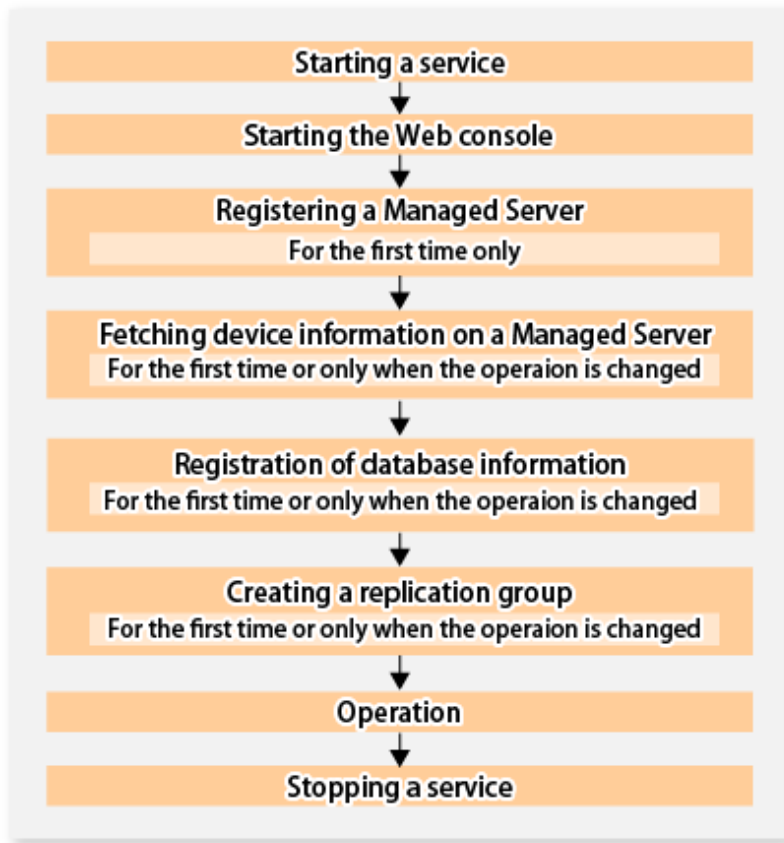 Starting a service
Starting the Web console
Registering a Managed Server
For the first time only
Fetching device information on a Managed Server
For the first time or only when the operaion is changed
Registration of database information
For the first time or only when the operaion is changed
Creating a replication group
For the first time or only when the operaion is changed
Operation
Stopping a service